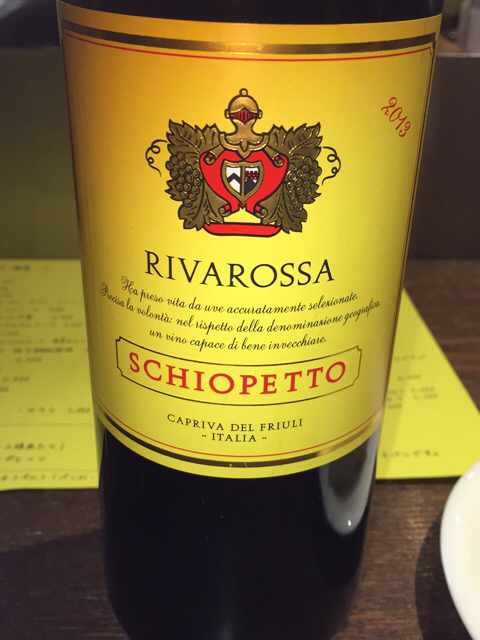 2013
RIVAROSSA
Ha preso vita da uve accuratamente selezionate.
Precisa la volontà: nel rispetto della denominazione geografica,
un vino capace di bene invecchiare.
SCHIOPETTO
CAPRIVA DEL FRIULI
- ITALIA -